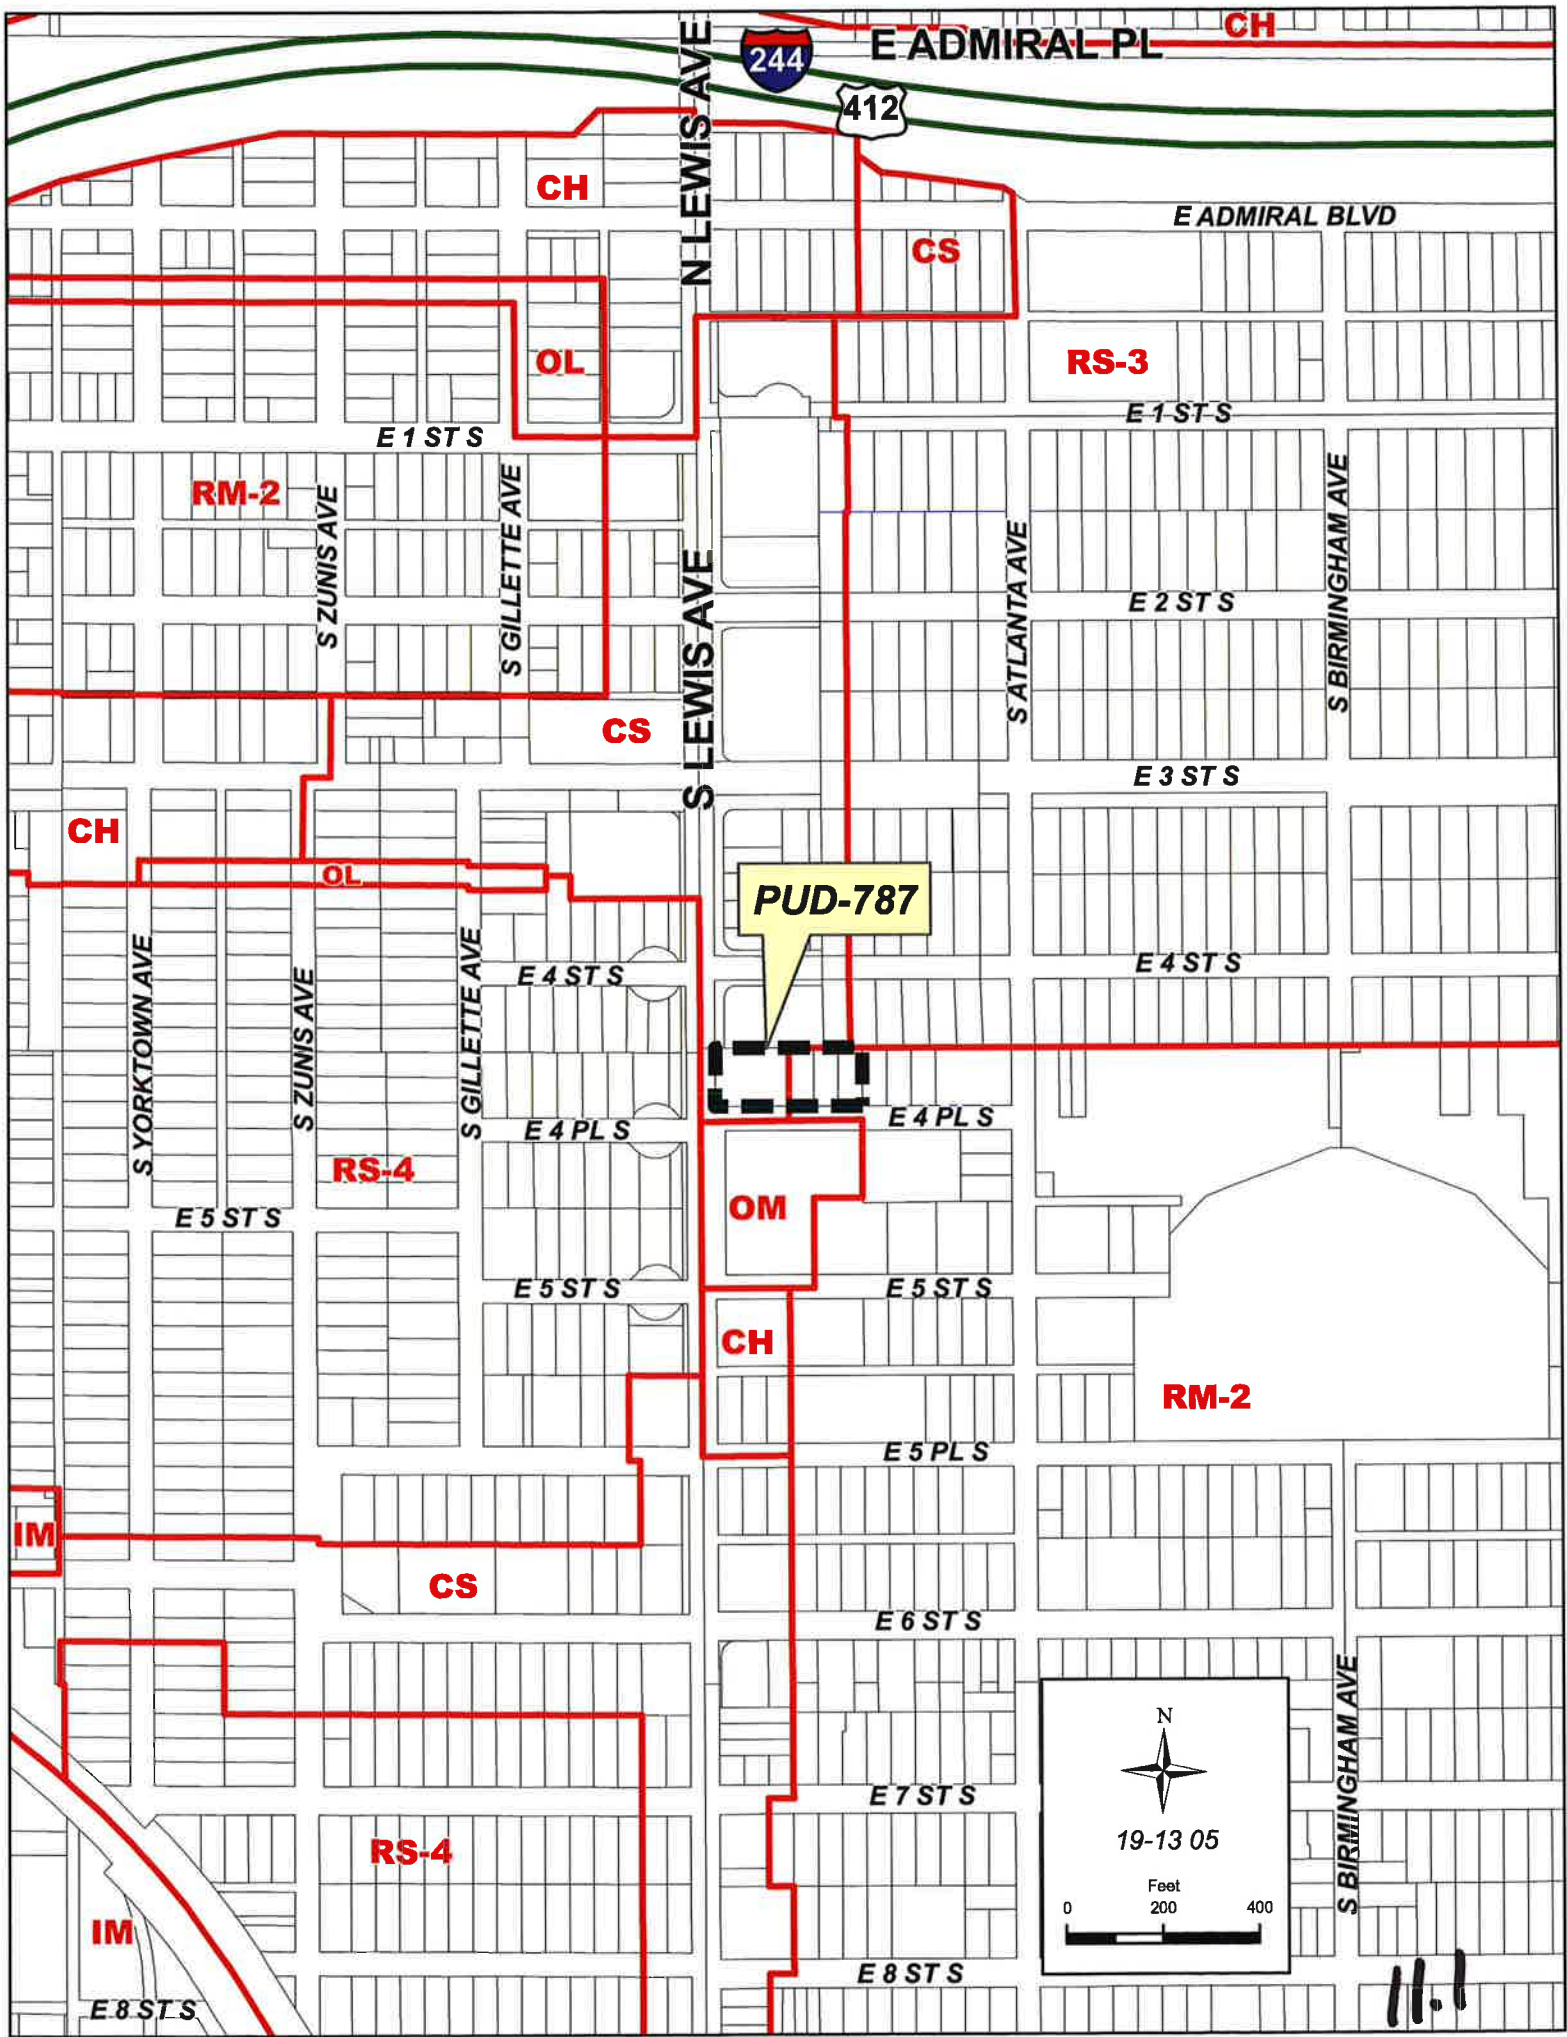 CH
E ADMIRAL PL
244
412
N LEWIS AVE
CH
E ADMIRAL BLVD
CS
OL
RS-3
E 1 ST S
E 1 ST S
RM-2
S ZUNIS AVE
S GILLETTE AVE
S ATLANTA AVE
S BIRMINGHAM AVE
E 2 ST S
S LEWIS AVE
CS
E 3 ST S
CH
OL
PUD-787
E 4 ST S
E 4 ST S
S YORKTOWN AVE
S ZUNIS AVE
S GILLETTE AVE
E 4 PL S
E 4 PL S
RS-4
OM
E 5 ST S
E 5 ST S
E 5 ST S
CH
RM-2
E 5 PL S
IM
CS
E 6 ST S
S BIRMINGHAM AVE
N
E 7 ST S
19-13 05
RS-4
Feet
0 200 400
IM
E 8 ST S
E 8 ST S
11.1